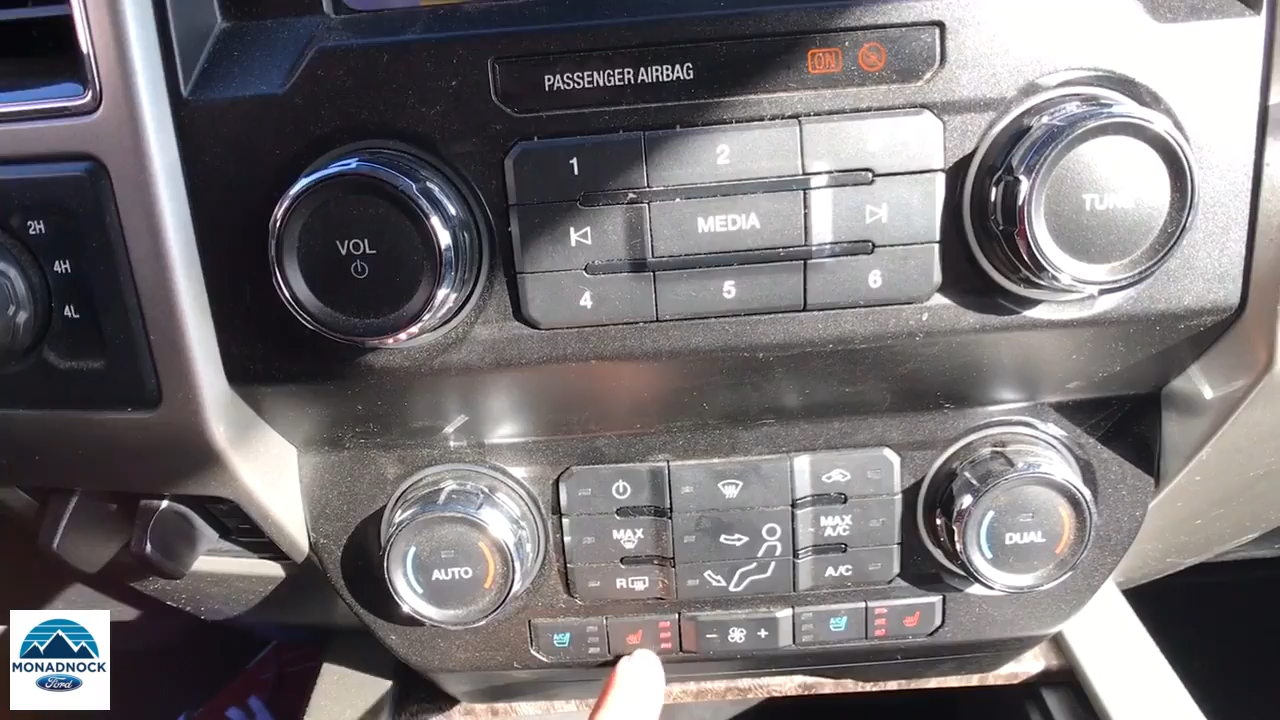 PASSENGER AIRBAG ON
1 2
VOL
MEDIA
TUNE
4 5 6
2H
4H
4L
AUTO
MAX
R
MAX
A/C
A/C
DUAL
A/C
- +
A/C
MONADNOCK
Ford